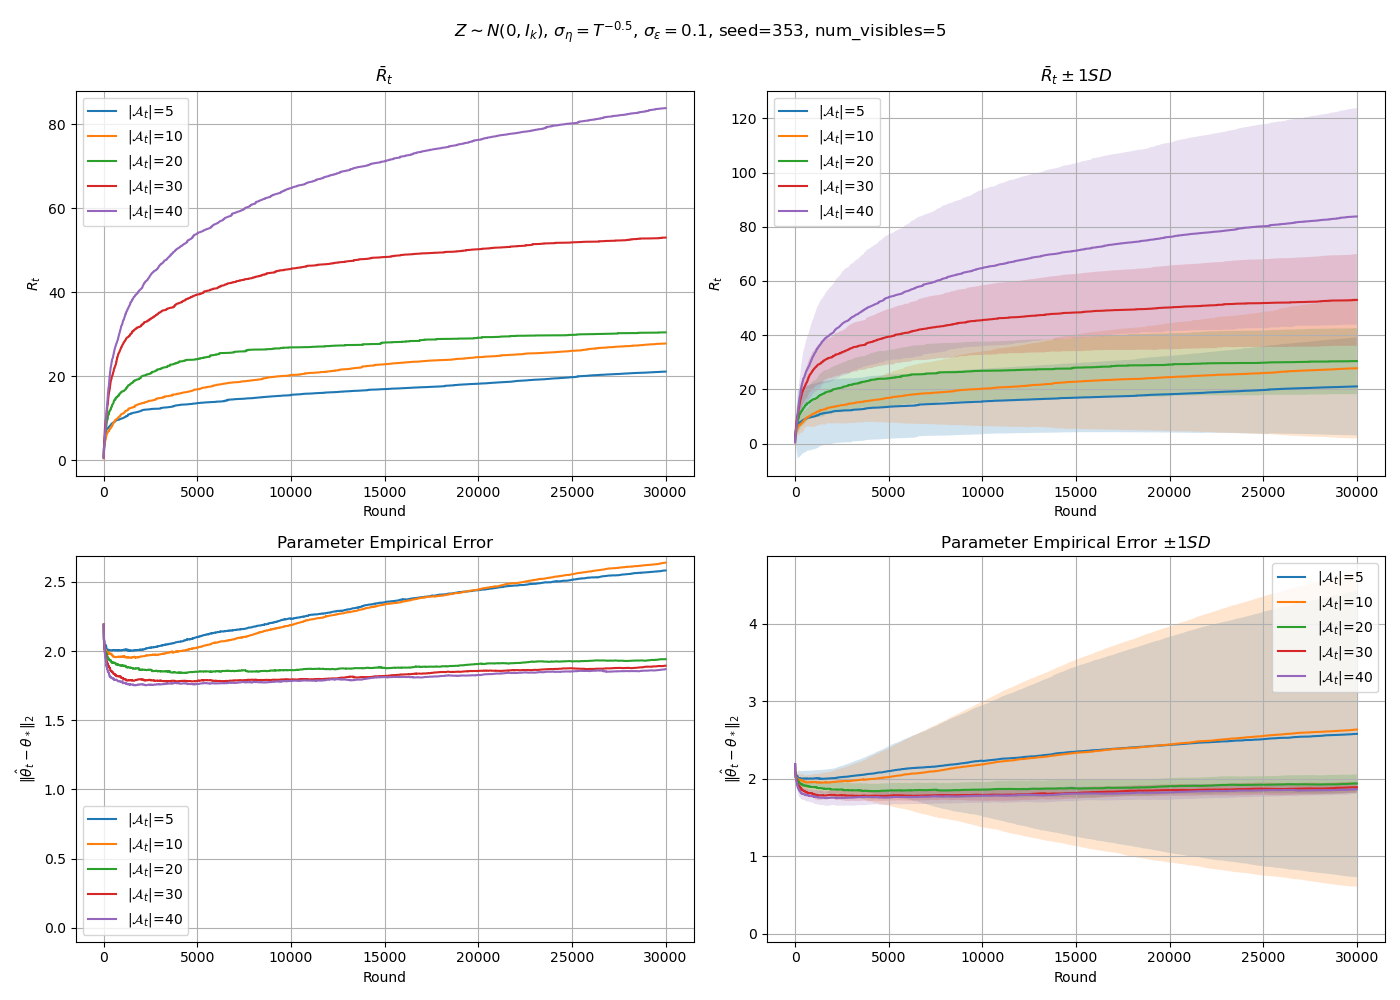 Z ~ N(0, I_k), σ_η = T^{−0.5}, σ_ε = 0.1, seed=353, num_visibles=5
R̄_t
R_t
80
60
40
20
0
|𝒜_t|=5
|𝒜_t|=10
|𝒜_t|=20
|𝒜_t|=30
|𝒜_t|=40
0 5000 10000 15000 20000 25000 30000
Round
R̄_t ± 1SD
R_t
120
100
80
60
40
20
0
|𝒜_t|=5
|𝒜_t|=10
|𝒜_t|=20
|𝒜_t|=30
|𝒜_t|=40
0 5000 10000 15000 20000 25000 30000
Round
Parameter Empirical Error
‖θ̂_t − θ_*‖_2
2.5
2.0
1.5
1.0
0.5
0.0
|𝒜_t|=5
|𝒜_t|=10
|𝒜_t|=20
|𝒜_t|=30
|𝒜_t|=40
0 5000 10000 15000 20000 25000 30000
Round
Parameter Empirical Error ±1SD
‖θ̂_t − θ_*‖_2
4
3
2
1
0
|𝒜_t|=5
|𝒜_t|=10
|𝒜_t|=20
|𝒜_t|=30
|𝒜_t|=40
0 5000 10000 15000 20000 25000 30000
Round